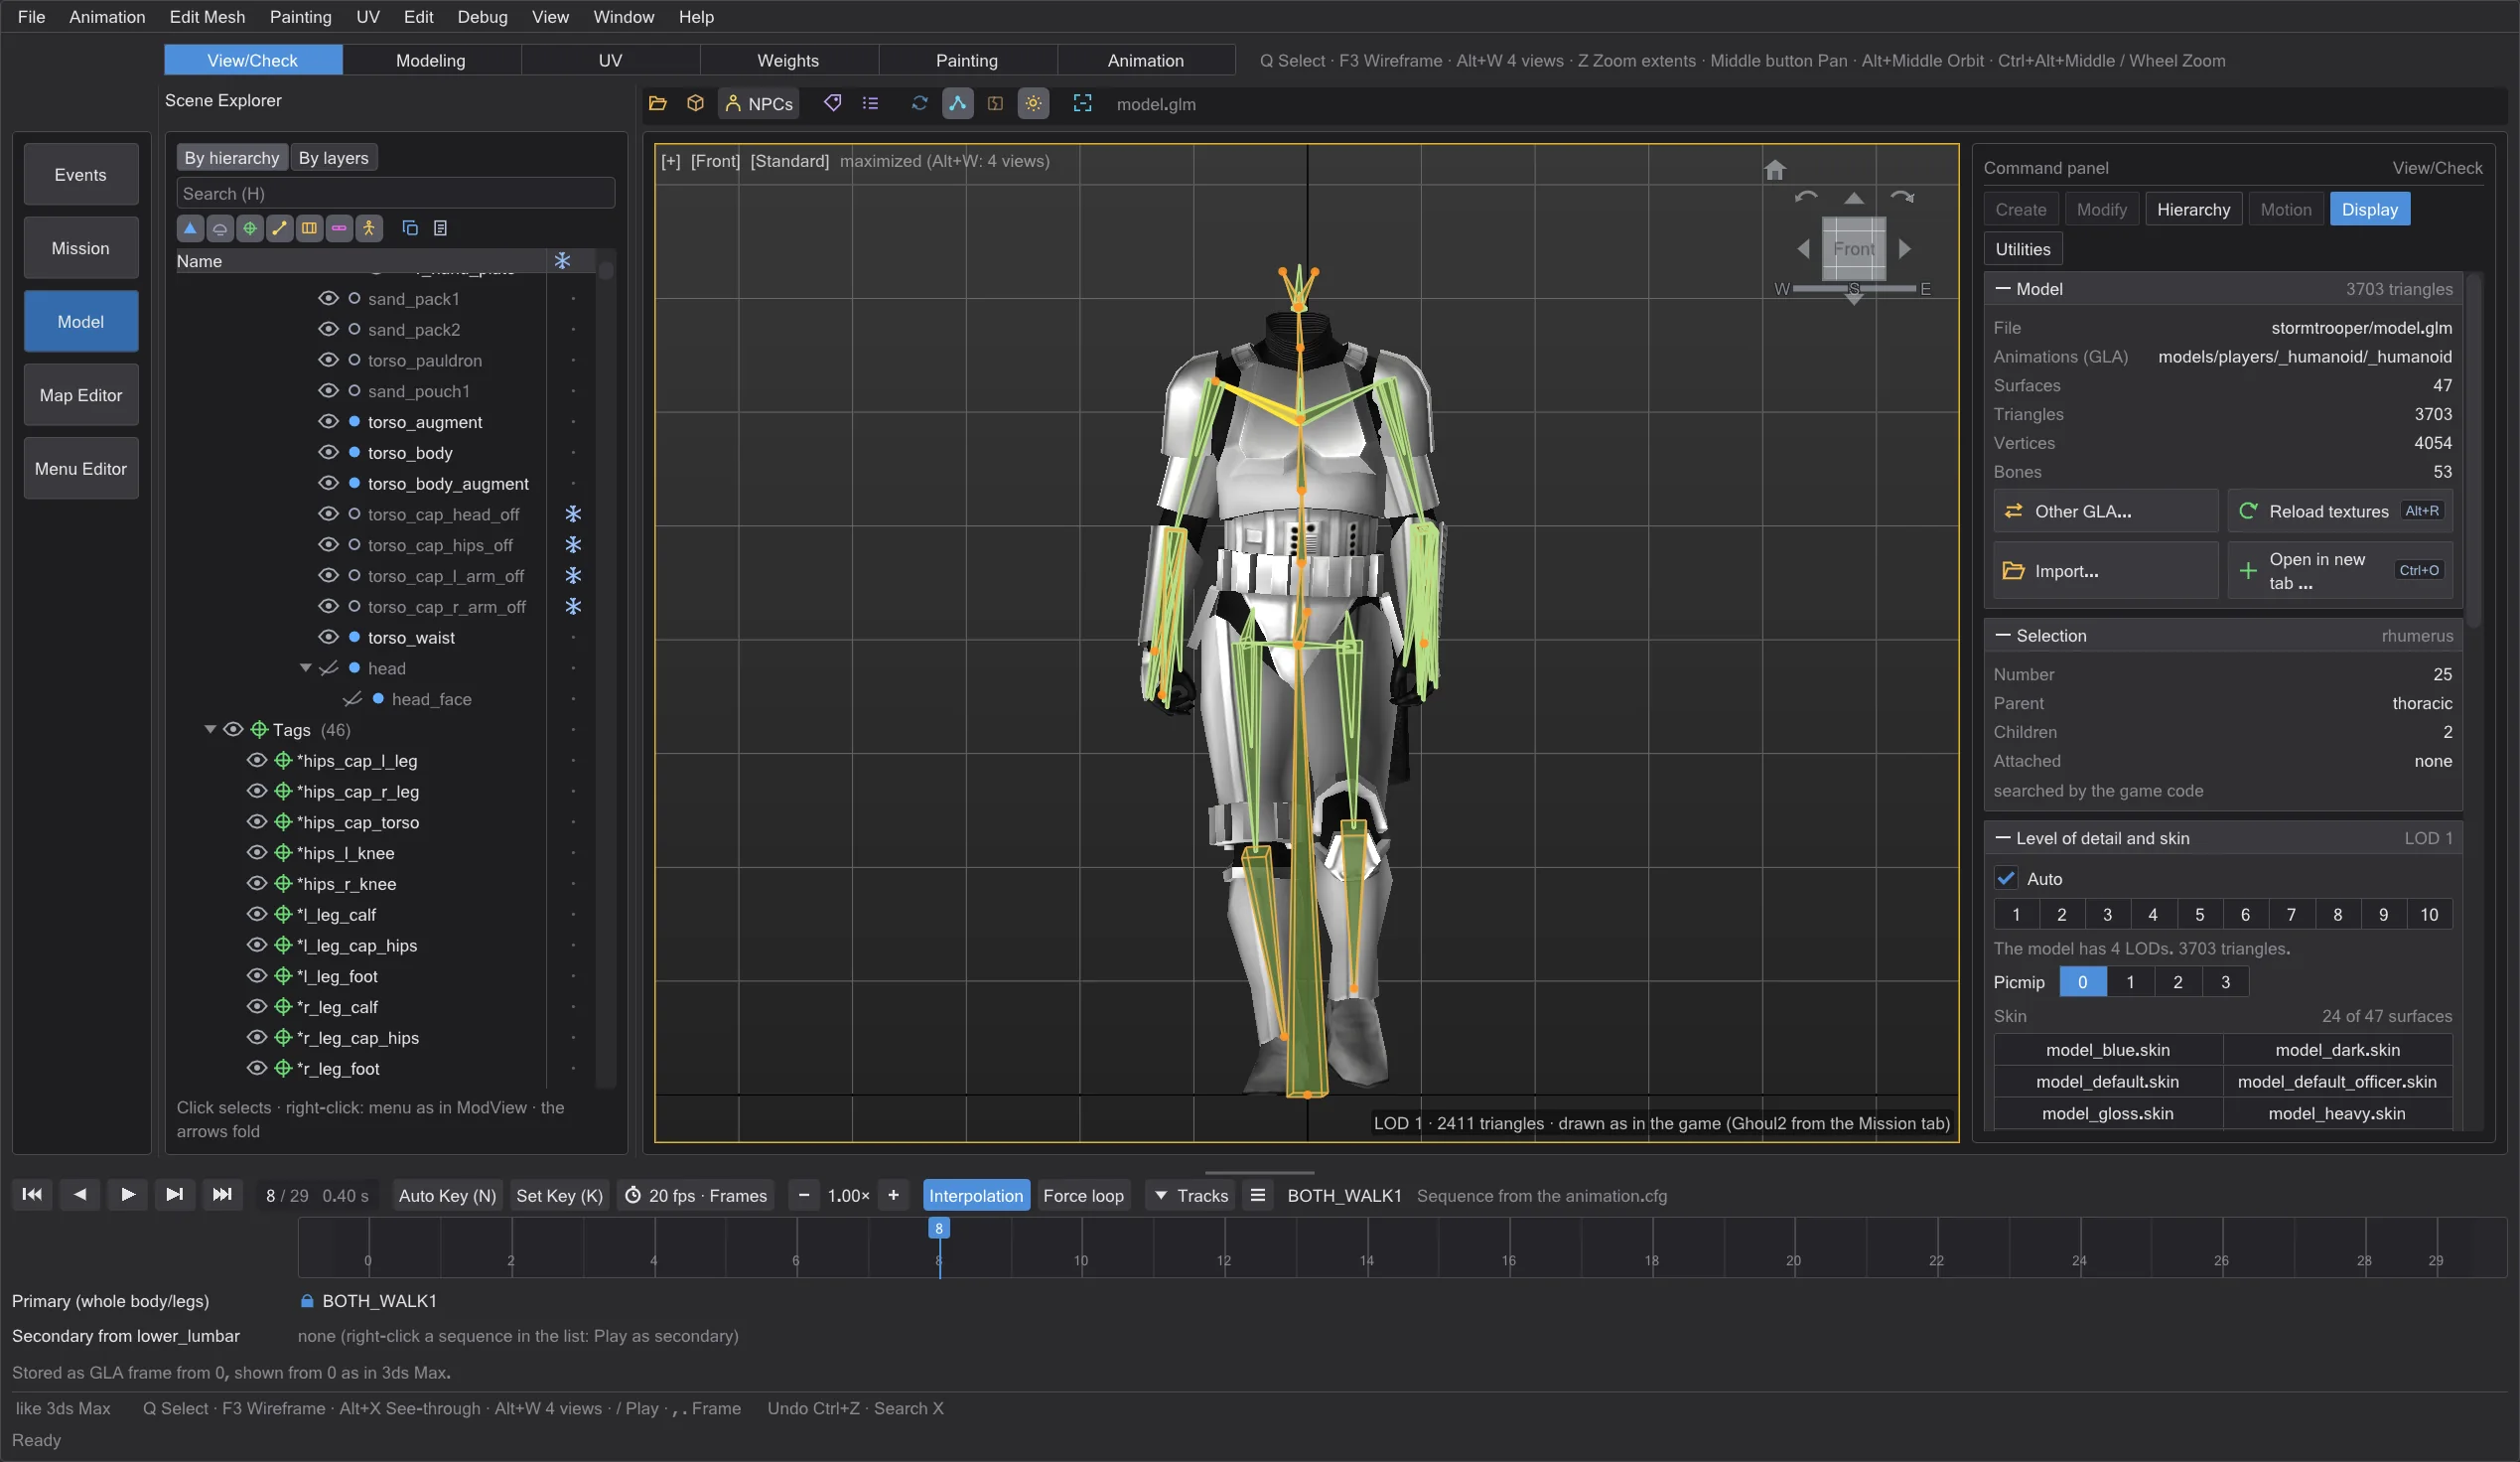 File Animation Edit Mesh Painting UV Edit Debug View Window Help
View/Check Modeling UV Weights Painting Animation Q Select · F3 Wireframe · Alt+W 4 views · Z Zoom extents · Middle button Pan · Alt+Middle Orbit · Ctrl+Alt+Middle / Wheel Zoom
Scene Explorer
NPCs model.glm
Events
Mission
Model
Map Editor
Menu Editor
By hierarchy By layers
Search (H)
Name
sand_pack1
sand_pack2
torso_pauldron
sand_pouch1
torso_augment
torso_body
torso_body_augment
torso_cap_head_off
torso_cap_hips_off
torso_cap_l_arm_off
torso_cap_r_arm_off
torso_waist
head
head_face
Tags (46)
*hips_cap_l_leg
*hips_cap_r_leg
*hips_cap_torso
*hips_l_knee
*hips_r_knee
*l_leg_calf
*l_leg_cap_hips
*l_leg_foot
*r_leg_calf
*r_leg_cap_hips
*r_leg_foot
Click selects · right-click: menu as in ModView · the
arrows fold
[+] [Front] [Standard] maximized (Alt+W: 4 views)
Front
W S E
LOD 1 · 2411 triangles · drawn as in the game (Ghoul2 from the Mission tab)
Command panel View/Check
Create Modify Hierarchy Motion Display
Utilities
Model 3703 triangles
File stormtrooper/model.glm
Animations (GLA) models/players/_humanoid/_humanoid
Surfaces 47
Triangles 3703
Vertices 4054
Bones 53
Other GLA... Reload textures Alt+R
Import... Open in new tab ... Ctrl+O
Selection rhumerus
Number 25
Parent thoracic
Children 2
Attached none
searched by the game code
Level of detail and skin LOD 1
Auto
1 2 3 4 5 6 7 8 9 10
The model has 4 LODs. 3703 triangles.
Picmip 0 1 2 3
Skin 24 of 47 surfaces
model_blue.skin model_dark.skin
model_default.skin model_default_officer.skin
model_gloss.skin model_heavy.skin
8 / 29 0.40 s Auto Key (N) Set Key (K) 20 fps · Frames − 1.00× + Interpolation Force loop Tracks BOTH_WALK1 Sequence from the animation.cfg
8
0 2 4 6 8 10 12 14 16 18 20 22 24 26 28 29
Primary (whole body/legs) BOTH_WALK1
Secondary from lower_lumbar none (right-click a sequence in the list: Play as secondary)
Stored as GLA frame from 0, shown from 0 as in 3ds Max.
like 3ds Max Q Select · F3 Wireframe · Alt+X See-through · Alt+W 4 views · / Play · , . Frame Undo Ctrl+Z · Search X
Ready